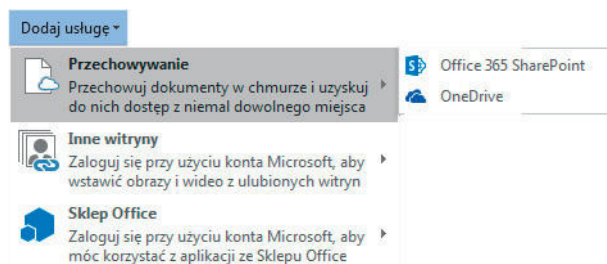 Dodaj usługę
Przechowywanie
Przechowuj dokumenty w chmurze i uzyskuj
do nich dostęp z niemal dowolnego miejsca
Office 365 SharePoint
OneDrive
Inne witryny
Zaloguj się przy użyciu konta Microsoft, aby
wstawić obrazy i wideo z ulubionych witryn
Sklep Office
Zaloguj się przy użyciu konta Microsoft, aby
móc korzystać z aplikacji ze Sklepu Office